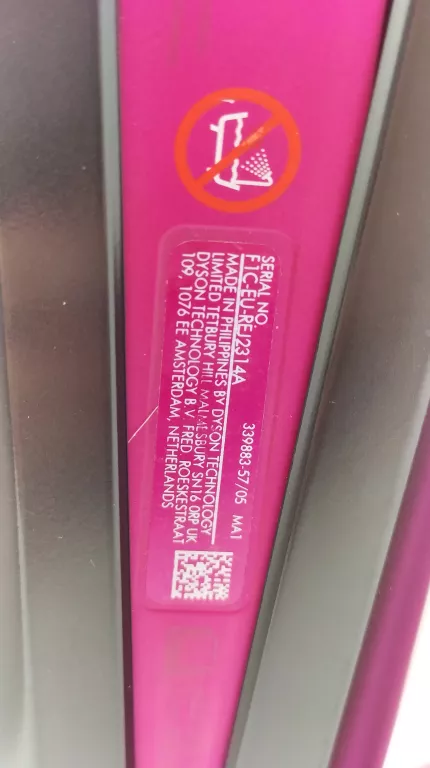 SERIAL NO.
F1C-EU-REJ2314A
339883-57/05 MA1
MADE IN PHILIPPINES BY DYSON TECHNOLOGY
LIMITED TETBURY HILL MALMESBURY SN16 0RP UK
DYSON TECHNOLOGY B.V. FRED. ROESKESTRAAT
109, 1076 EE AMSTERDAM, NETHERLANDS